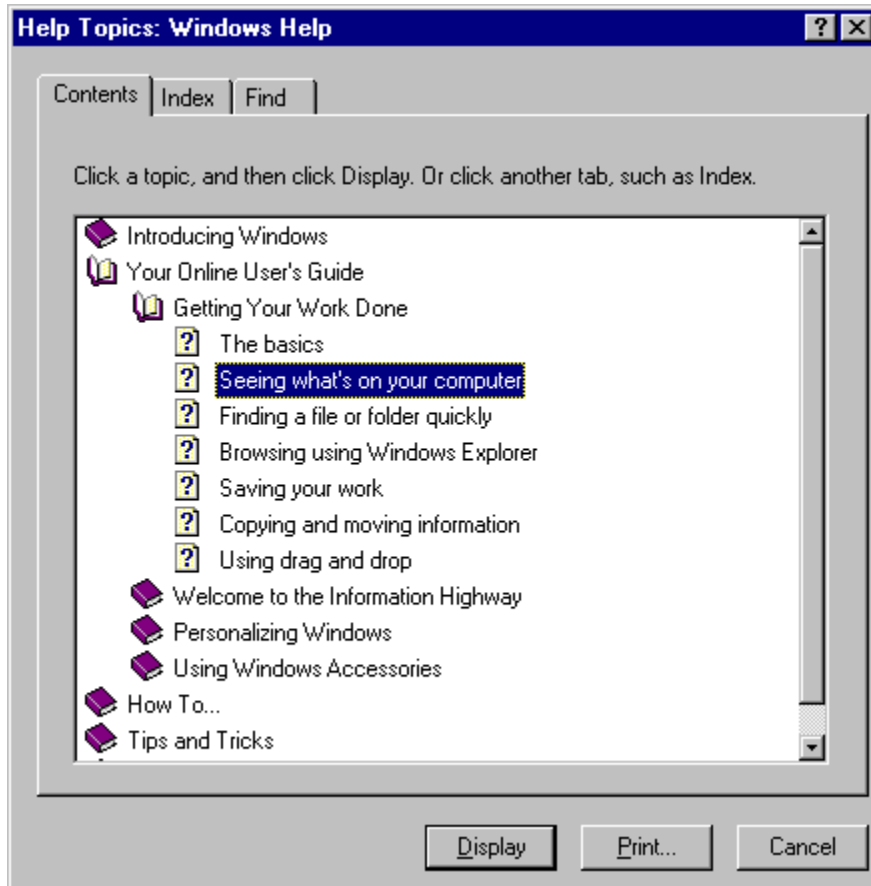 Help Topics: Windows Help
Contents Index Find
Click a topic, and then click Display. Or click another tab, such as Index.
Introducing Windows
Your Online User's Guide
Getting Your Work Done
? The basics
? Seeing what's on your computer
? Finding a file or folder quickly
? Browsing using Windows Explorer
? Saving your work
? Copying and moving information
? Using drag and drop
Welcome to the Information Highway
Personalizing Windows
Using Windows Accessories
How To...
Tips and Tricks
Display Print... Cancel